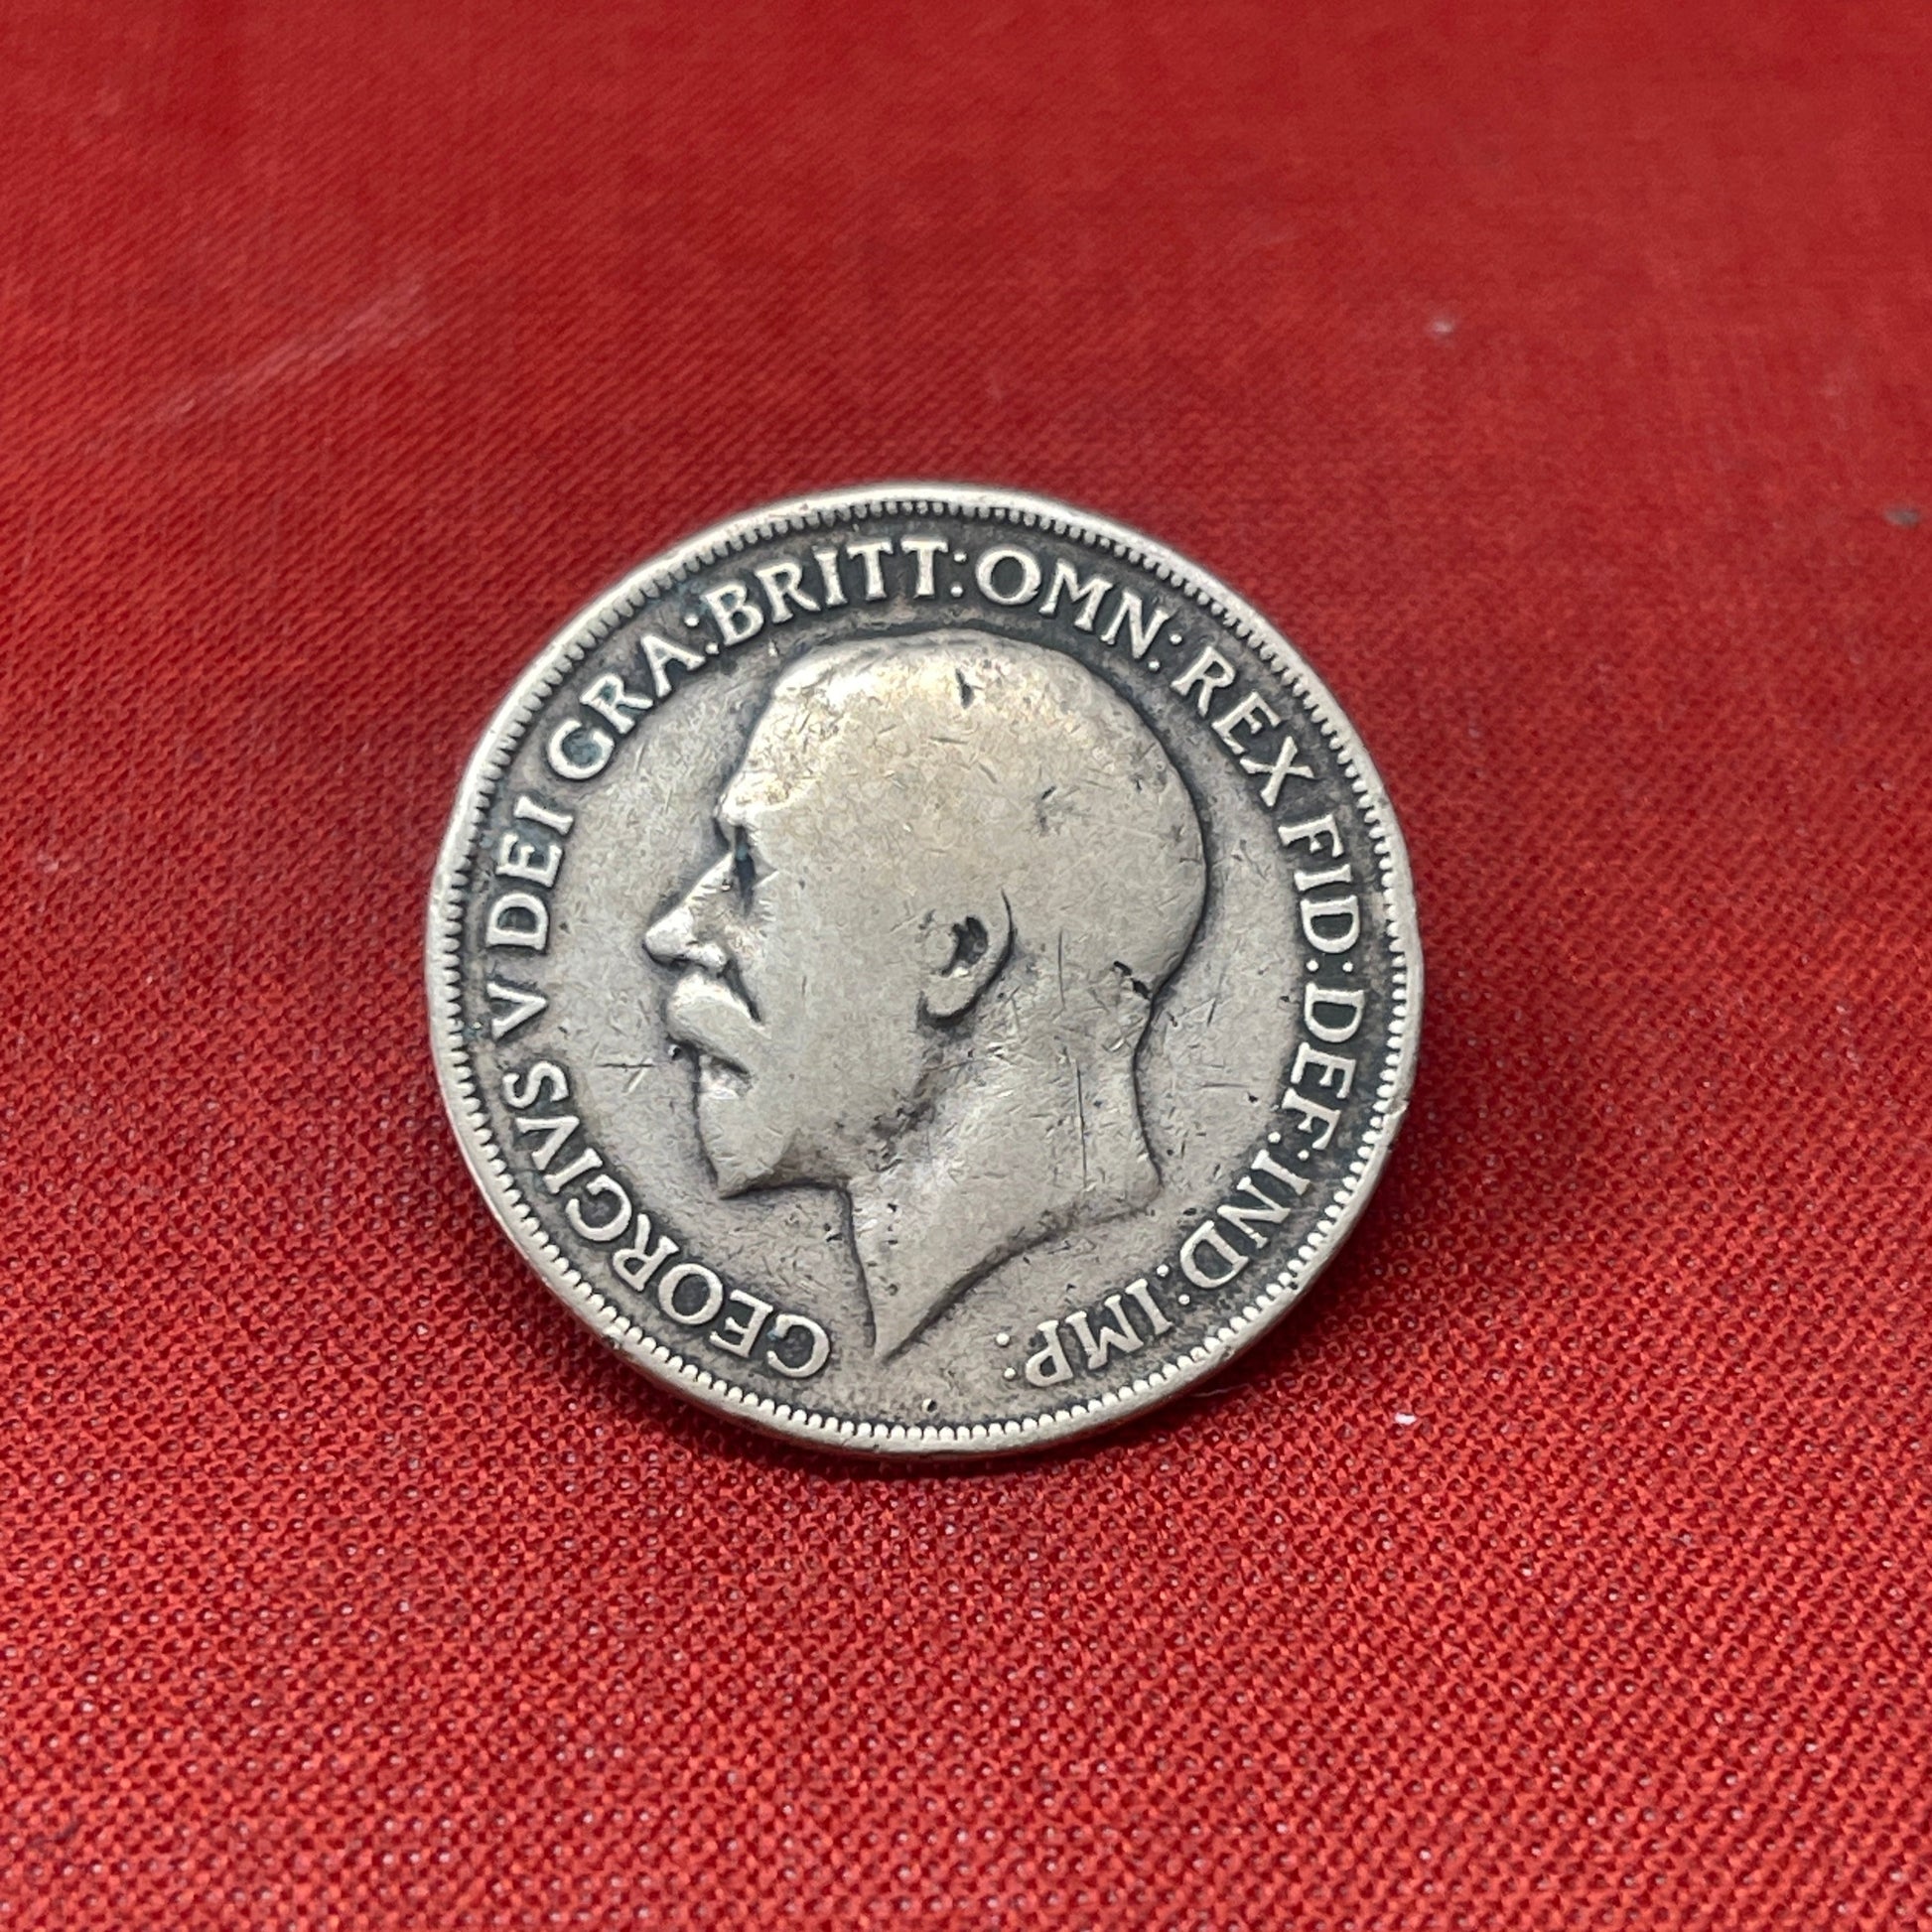 GEORGIVS V DEI GRA: BRITT: OMN: REX FID: DEF: IND: IMP: